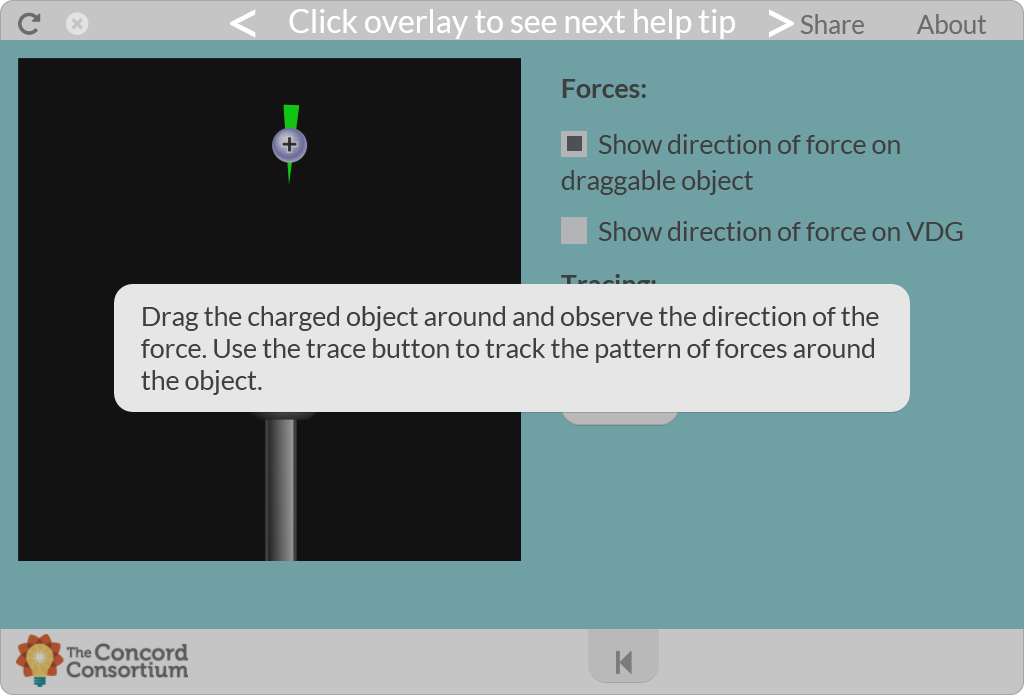 < Click overlay to see next help tip >
Share
About
Forces:
Show direction of force on
draggable object
Show direction of force on VDG
Tracing:
Drag the charged object around and observe the direction of the
force. Use the trace button to track the pattern of forces around
the object.
+
The Concord
Consortium